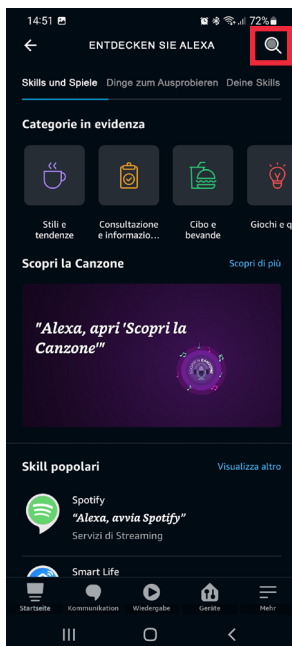 14:51 72%
ENTDECKEN SIE ALEXA
Skills und Spiele Dinge zum Ausprobieren Deine Skills
Categorie in evidenza
Stili e tendenze
Consultazione e informazio...
Cibo e bevande
Giochi e q
Scopri la Canzone Scopri di più
"Alexa, apri 'Scopri la
Canzone'"
Skill popolari Visualizza altro
Spotify
"Alexa, avvia Spotify"
Servizi di Streaming
Smart Life
Startseite Kommunikation Wiedergabe Geräte Mehr